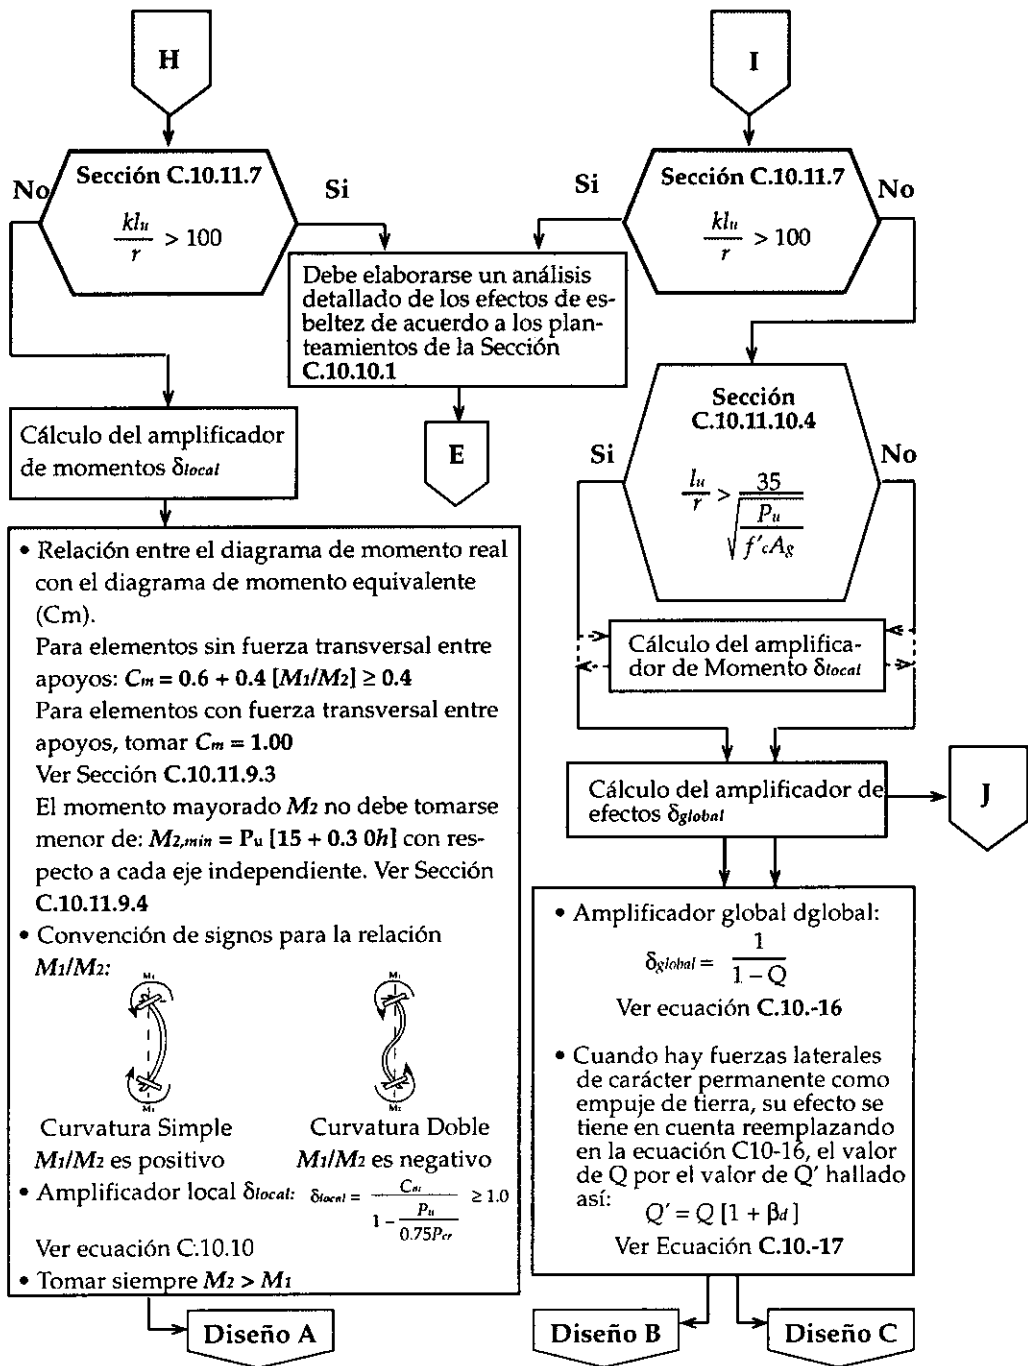 H
I
Sección C.10.11.7
No
Si
klu/r > 100
Sección C.10.11.7
Si
No
klu/r > 100
Debe elaborarse un análisis
detallado de los efectos de es-
beltez de acuerdo a los plan-
teamientos de la Sección
C.10.10.1
E
Cálculo del amplificador
de momentos δlocal
Sección
C.10.11.10.4
Si
No
lu/r > 35/√(Pu/f'cAg)
Cálculo del amplifica-
dor de Momento δlocal
Cálculo del amplificador de
efectos δglobal
J
• Relación entre el diagrama de momento real
con el diagrama de momento equivalente
(Cm).
Para elementos sin fuerza transversal entre
apoyos: Cm = 0.6 + 0.4 [M1/M2] ≥ 0.4
Para elementos con fuerza transversal entre
apoyos, tomar Cm = 1.00
Ver Sección C.10.11.9.3
El momento mayorado M2 no debe tomarse
menor de: M2,min = Pu [15 + 0.3 0h] con res-
pecto a cada eje independiente. Ver Sección
C.10.11.9.4
• Convención de signos para la relación
M1/M2:
M1
M1
M2
Curvatura Simple
Curvatura Doble
M1/M2 es positivo
M1/M2 es negativo
• Amplificador local δlocal: δlocal = Cm/(1 – Pu/0.75Pcr) ≥ 1.0
Ver ecuación C.10.10
• Tomar siempre M2 > M1
• Amplificador global dglobal:
δglobal = 1/(1 – Q)
Ver ecuación C.10.-16
• Cuando hay fuerzas laterales
de carácter permanente como
empuje de tierra, su efecto se
tiene en cuenta reemplazando
en la ecuación C10-16, el valor
de Q por el valor de Q' hallado
así:
Q' = Q [1 + βd]
Ver Ecuación C.10.-17
Diseño A
Diseño B
Diseño C